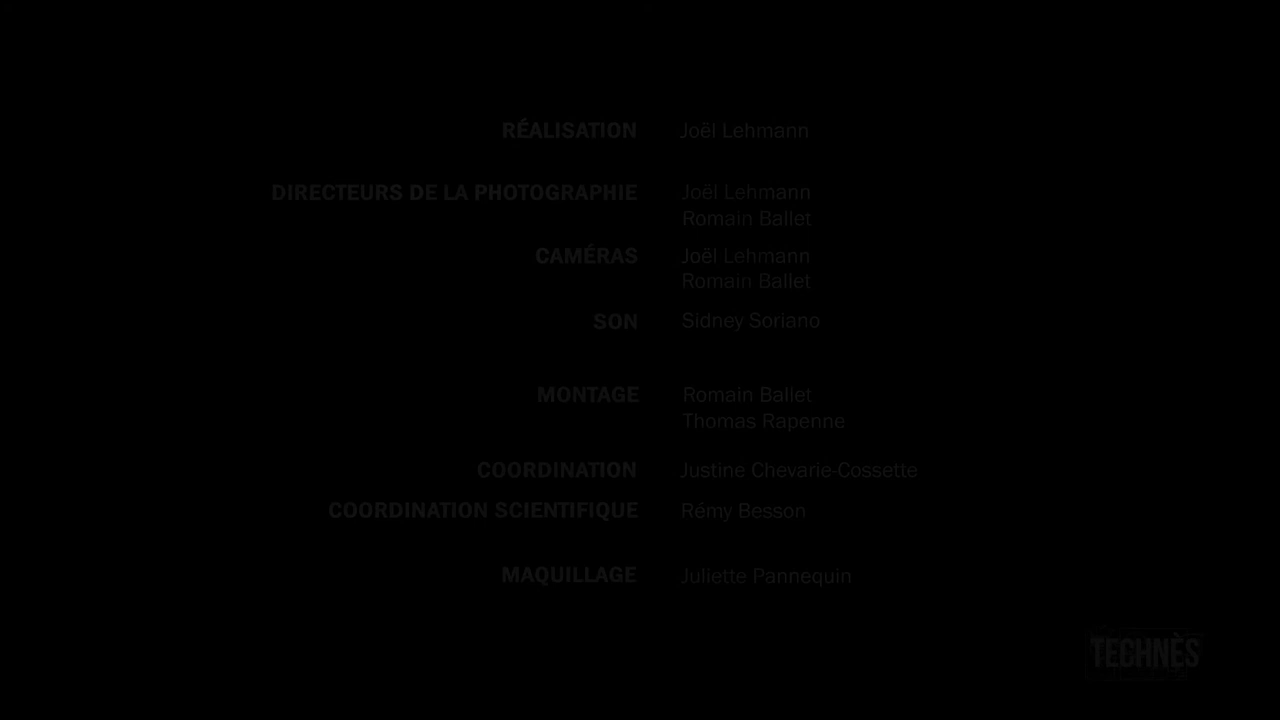 RÉALISATION Joël Lehmann
DIRECTEURS DE LA PHOTOGRAPHIE Joël Lehmann
Romain Ballet
CAMÉRAS Joël Lehmann
Romain Ballet
SON Sidney Soriano
MONTAGE Romain Ballet
Thomas Rapenne
COORDINATION Justine Chevarie-Cossette
COORDINATION SCIENTIFIQUE Rémy Besson
MAQUILLAGE Juliette Pannequin
TECHNÈS